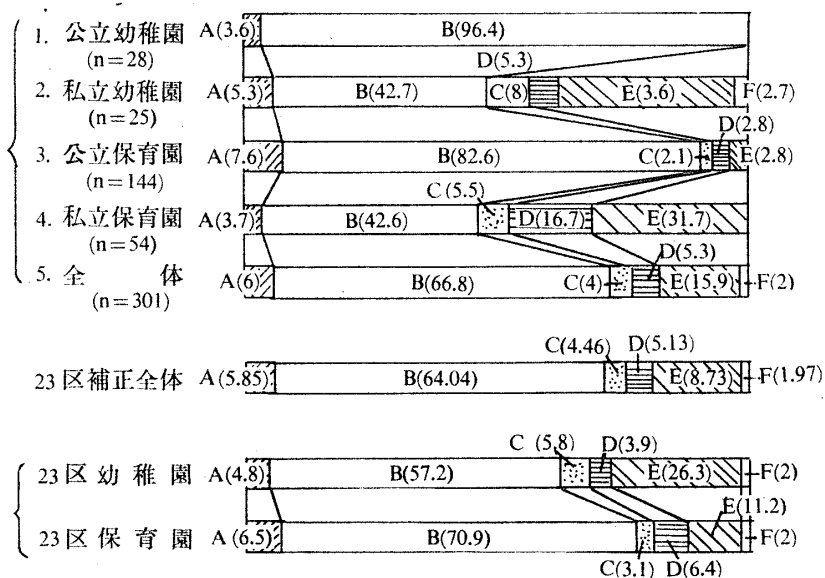 1. 公立幼稚園 A(3.6) B(96.4)
(n=28) D(5.3)
2. 私立幼稚園 A(5.3) B(42.7) C(8) E(3.6) F(2.7)
(n=25) D(2.8)
3. 公立保育園 A(7.6) B(82.6) C(2.1) E(2.8)
(n=144) C(5.5)
4. 私立保育園 A(3.7) B(42.6) D(16.7) E(31.7)
(n=54) D(5.3)
5. 全体 A(6) B(66.8) C(4) E(15.9) F(2)
(n=301)
C(4.46) D(5.13)
23区補正全体 A(5.85) B(64.04) E(8.73) F(1.97)
C (5.8) D(3.9)
23区幼稚園 A(4.8) B(57.2) E(26.3) F(2)
E(11.2)
23区保育園 A(6.5) B(70.9) F(2)
C(3.1) D(6.4)